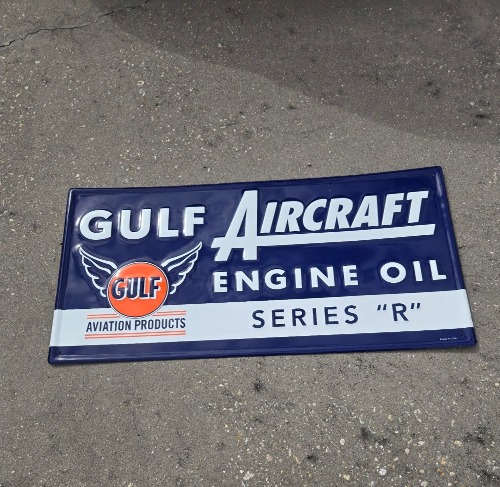 GULF AIRCRAFT
ENGINE OIL
GULF
AVIATION PRODUCTS
SERIES "R"